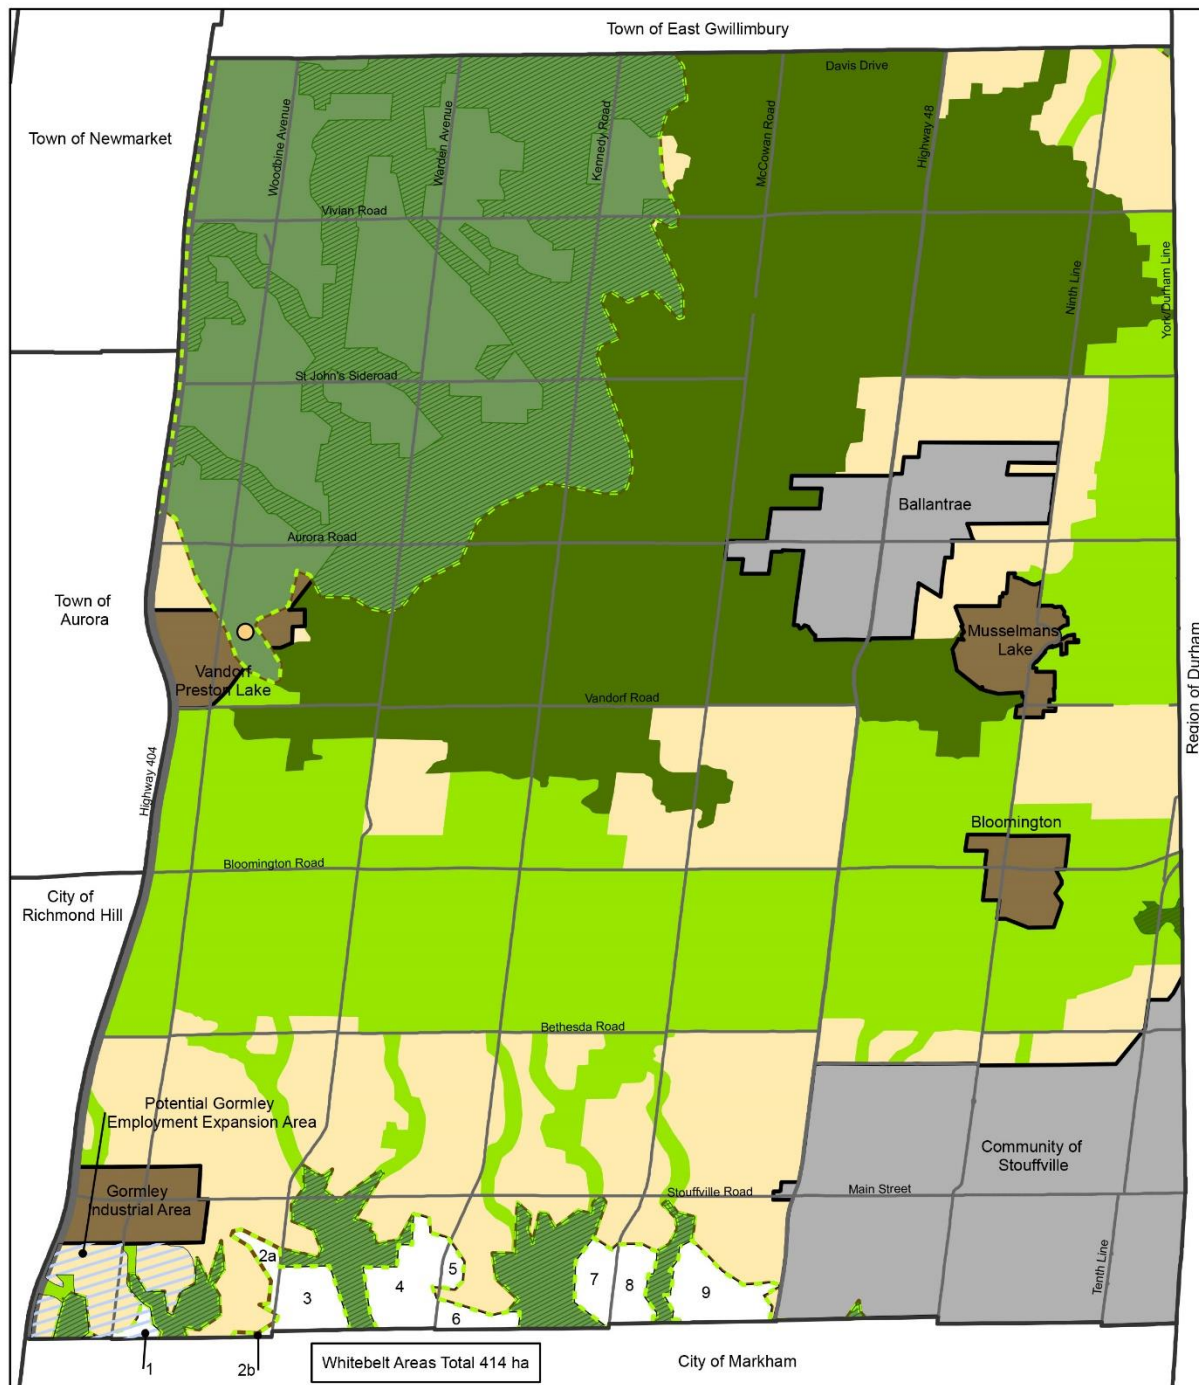 Town of East Gwillimbury
Davis Drive
Town of Newmarket
Woodbine Avenue
Warden Avenue
Kennedy Road
McCowan Road
Highway 48
Vivian Road
Ninth Line
York/Durham Line
St John's Sideroad
Ballantrae
Aurora Road
Town of
Aurora
Musselmans
Lake
Vandorf
Preston Lake
Vandorf Road
Region of Durham
Highway 404
Bloomington
Bloomington Road
City of
Richmond Hill
Bethesda Road
Potential Gormley
Employment Expansion Area
Community of
Stouffville
Gormley
Industrial Area
Stouffville Road
Main Street
Tenth Line
2a
3
4
5
6
7
8
9
1
2b
Whitebelt Areas Total 414 ha
City of Markham